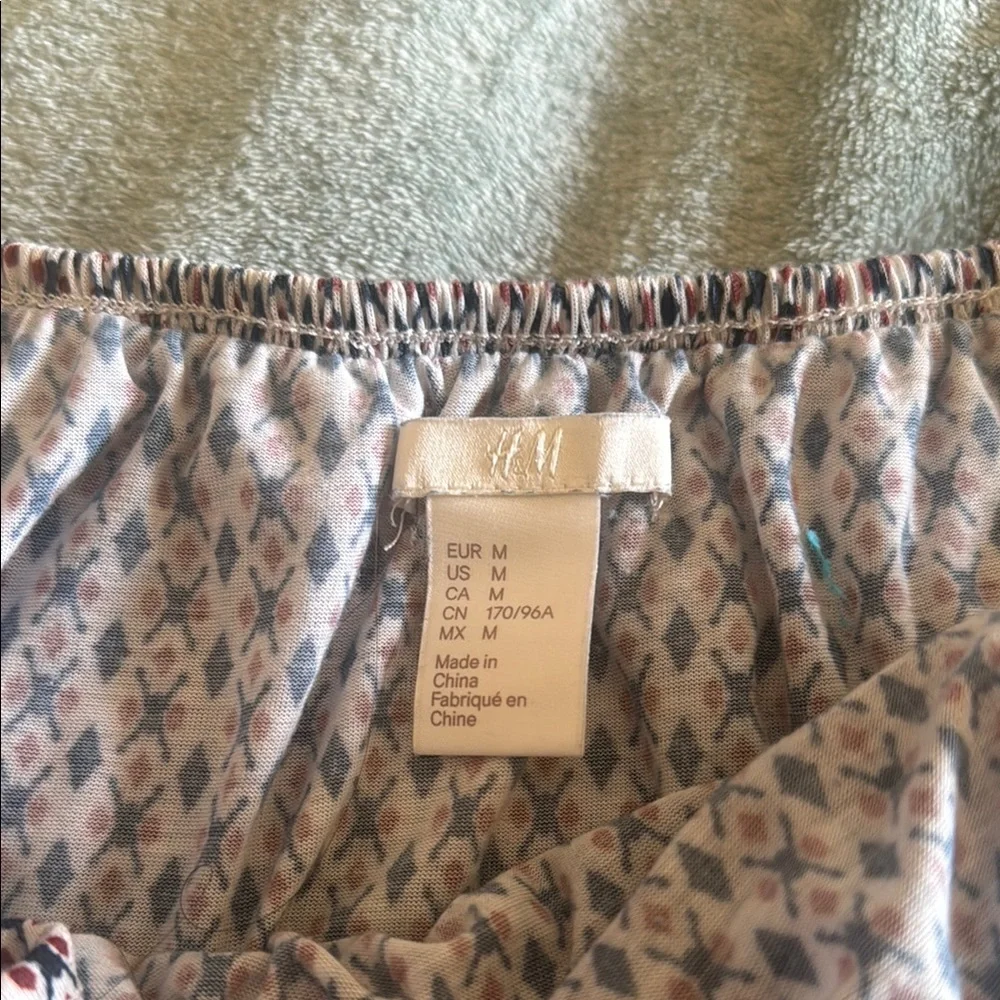 H&M
EUR M
US M
CA M
CN 170/96A
MX M
Made in
China
Fabriqué en
Chine